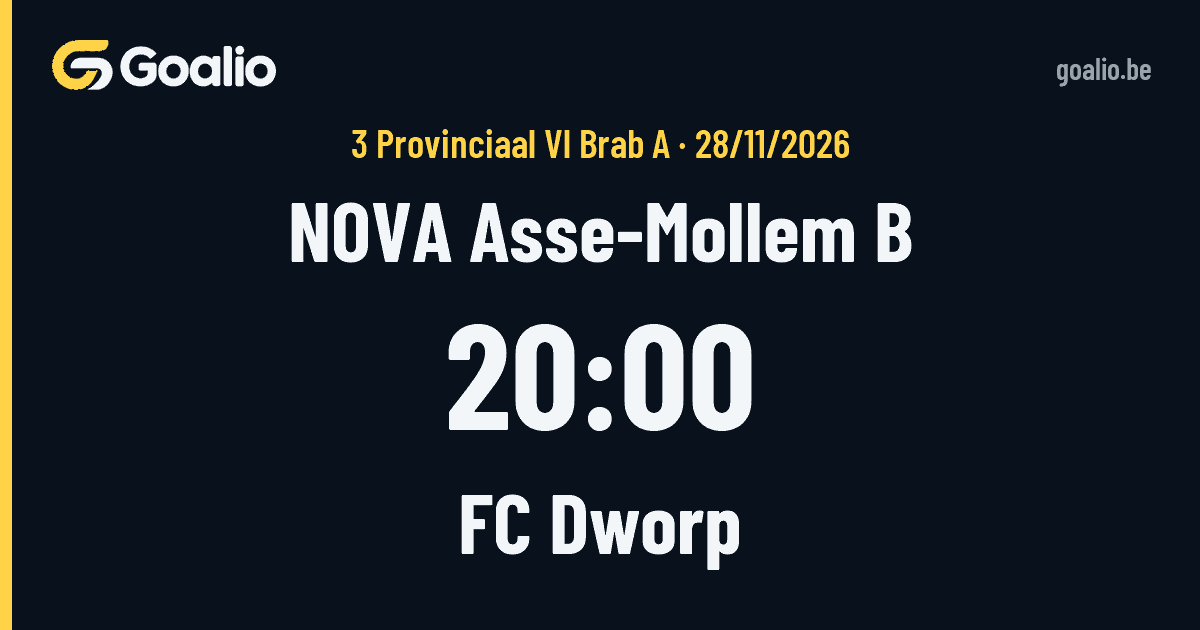 Goalio
goalio.be
3 Provinciaal Vl Brab A · 28/11/2026
NOVA Asse-Mollem B
20:00
FC Dworp